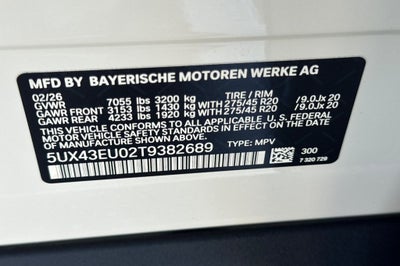 MFD BY BAYERISCHE MOTOREN WERKE AG
02/26 TIRE / RIM
GVWR 7055 lbs 3200 kg
GAWR FRONT 3153 lbs 1430 kg WITH 275/45 R20 /9.0Jx 20
GAWR REAR 4233 lbs 1920 kg WITH 275/45 R20 /9.0Jx 20
THIS VEHICLE CONFORMS TO ALL APPLICABLE U.S. FEDERAL
MOTOR VEHICLE SAFETY STANDARDS IN EFFECT ON THE DATE
OF MANUFACTURE SHOWN ABOVE.
5UX43EU02T9382689 TYPE: MPV 300
7 320 729